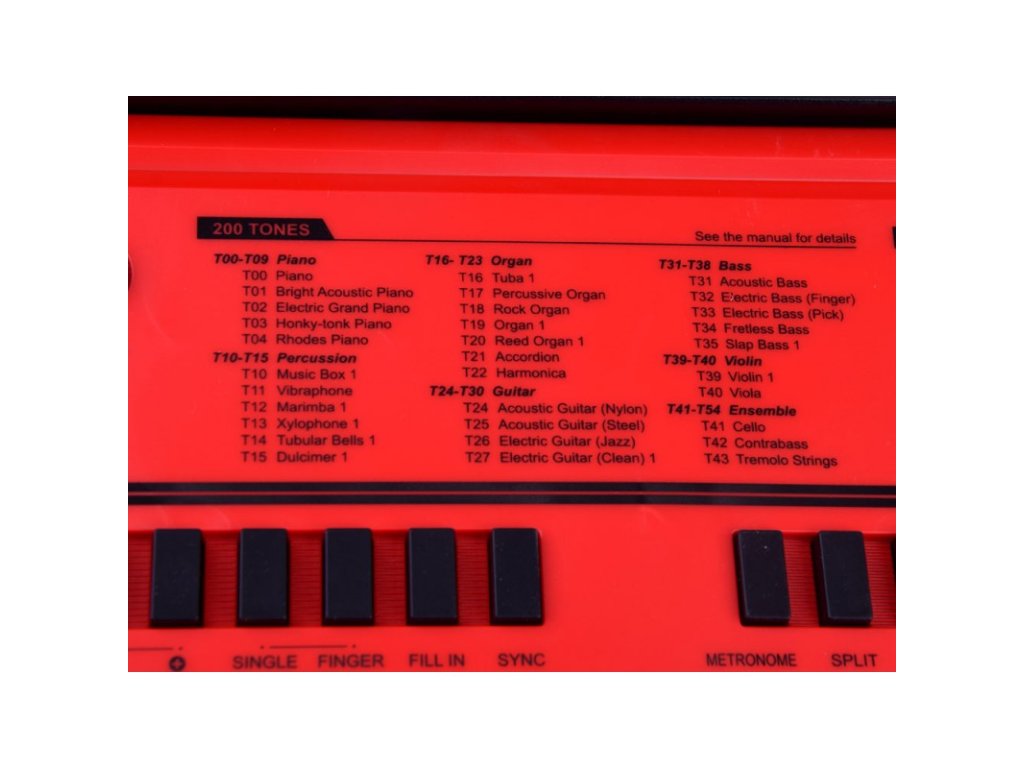 200 TONES
See the manual for details
T00-T09 Piano
T00 Piano
T01 Bright Acoustic Piano
T02 Electric Grand Piano
T03 Honky-tonk Piano
T04 Rhodes Piano
T10-T15 Percussion
T10 Music Box 1
T11 Vibraphone
T12 Marimba 1
T13 Xylophone 1
T14 Tubular Bells 1
T15 Dulcimer 1
T16- T23 Organ
T16 Tuba 1
T17 Percussive Organ
T18 Rock Organ
T19 Organ 1
T20 Reed Organ 1
T21 Accordion
T22 Harmonica
T24-T30 Guitar
T24 Acoustic Guitar (Nylon)
T25 Acoustic Guitar (Steel)
T26 Electric Guitar (Jazz)
T27 Electric Guitar (Clean) 1
T31-T38 Bass
T31 Acoustic Bass
T32 Electric Bass (Finger)
T33 Electric Bass (Pick)
T34 Fretless Bass
T35 Slap Bass 1
T39-T40 Violin
T39 Violin 1
T40 Viola
T41-T54 Ensemble
T41 Cello
T42 Contrabass
T43 Tremolo Strings
SINGLE FINGER FILL IN SYNC METRONOME SPLIT